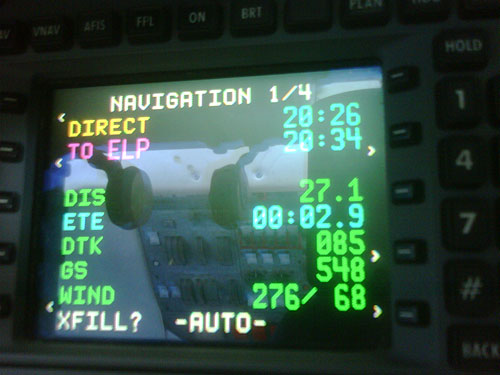 VNAV AFIS FPL ON BRT PLAN
HOLD
NAVIGATION 1/4
DIRECT 20:26
TO ELP 20:34
DIS 27.1
ETE 00:02.9
DTK 085
GS 548
WIND 276/ 68
XFILL? -AUTO-
1
4
7
#
BACK